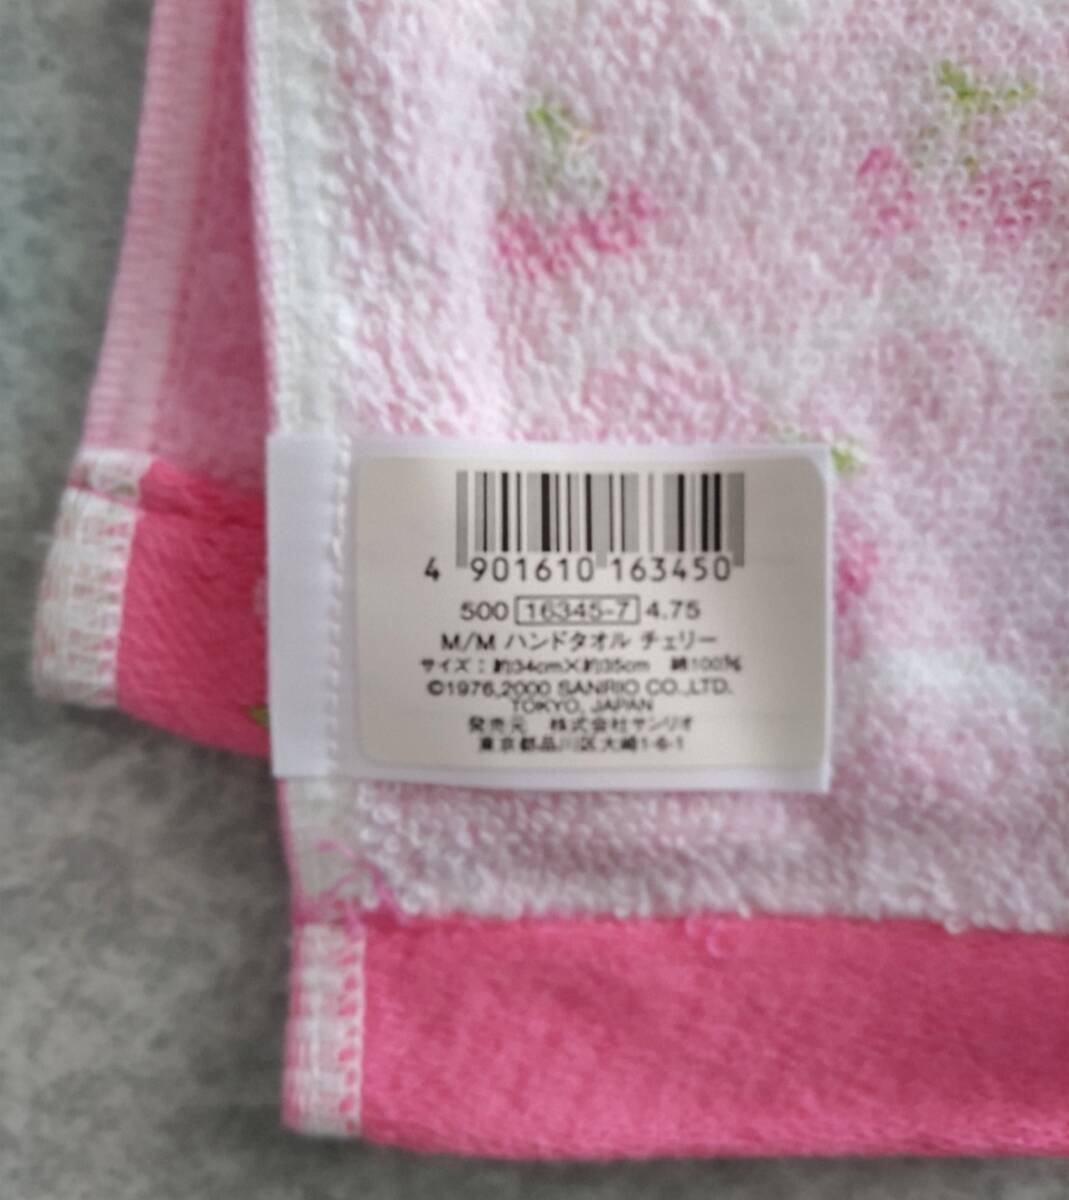 4 901610 163450
500 16345-7 4.75
M/M ハンドタオル チェリー
サイズ：約34cm×約35cm 綿100%
©1976,2000 SANRIO CO.,LTD.
TOKYO, JAPAN
発売元 株式会社サンリオ
東京都品川区大崎1-6-1